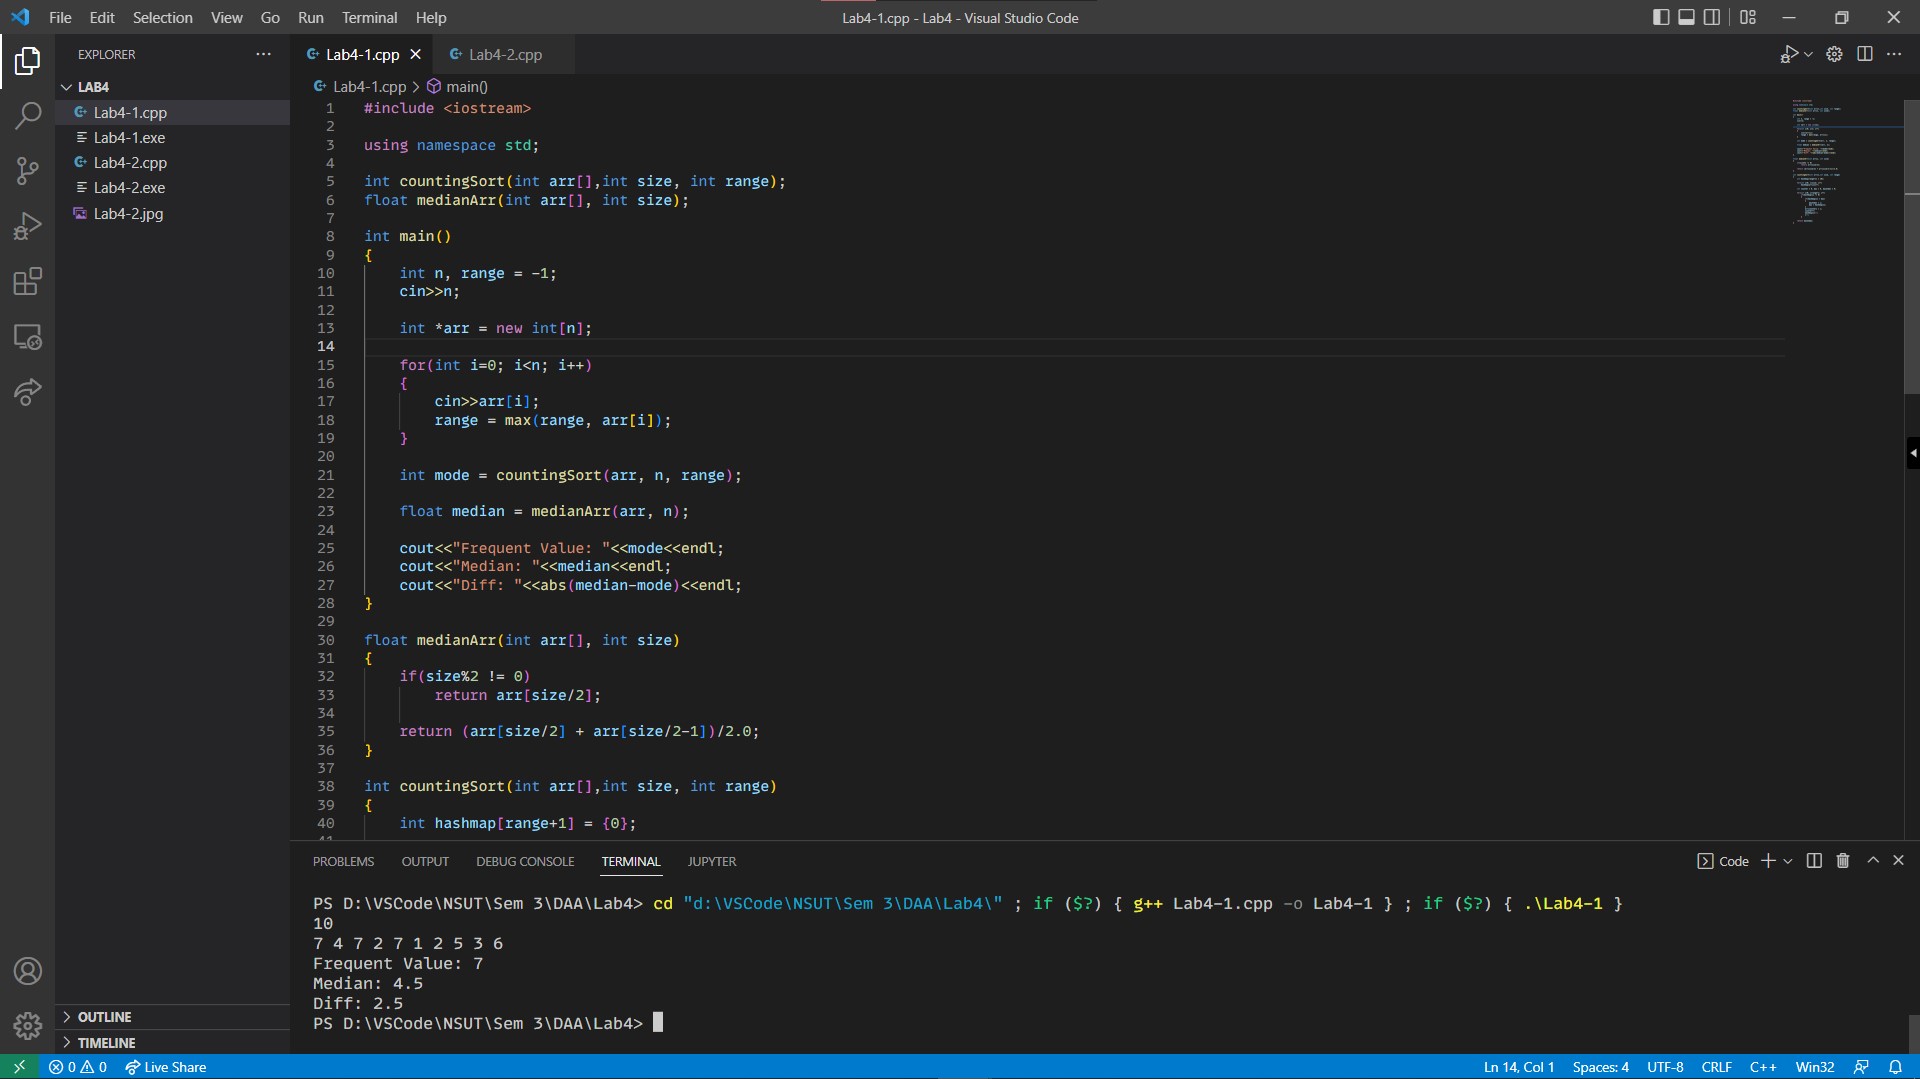 File Edit Selection View Go Run Terminal Help
Lab4-1.cpp - Lab4 - Visual Studio Code
EXPLORER
LAB4
Lab4-1.cpp
Lab4-1.exe
Lab4-2.cpp
Lab4-2.exe
Lab4-2.jpg
OUTLINE
TIMELINE
Lab4-1.cpp Lab4-2.cpp
Lab4-1.cpp > main()
1 #include <iostream>
2
3 using namespace std;
4
5 int countingSort(int arr[],int size, int range);
6 float medianArr(int arr[], int size);
7
8 int main()
9 {
10 int n, range = -1;
11 cin>>n;
12
13 int *arr = new int[n];
14
15 for(int i=0; i<n; i++)
16 {
17 cin>>arr[i];
18 range = max(range, arr[i]);
19 }
20
21 int mode = countingSort(arr, n, range);
22
23 float median = medianArr(arr, n);
24
25 cout<<"Frequent Value: "<<mode<<endl;
26 cout<<"Median: "<<median<<endl;
27 cout<<"Diff: "<<abs(median-mode)<<endl;
28 }
29
30 float medianArr(int arr[], int size)
31 {
32 if(size%2 != 0)
33 return arr[size/2];
34
35 return (arr[size/2] + arr[size/2-1])/2.0;
36 }
37
38 int countingSort(int arr[],int size, int range)
39 {
40 int hashmap[range+1] = {0};
PROBLEMS OUTPUT DEBUG CONSOLE TERMINAL JUPYTER
Code
PS D:\VSCode\NSUT\Sem 3\DAA\Lab4> cd "d:\VSCode\NSUT\Sem 3\DAA\Lab4\" ; if ($?) { g++ Lab4-1.cpp -o Lab4-1 } ; if ($?) { .\Lab4-1 }
10
7 4 7 2 7 1 2 5 3 6
Frequent Value: 7
Median: 4.5
Diff: 2.5
PS D:\VSCode\NSUT\Sem 3\DAA\Lab4>
0 0 Live Share
Ln 14, Col 1 Spaces: 4 UTF-8 CRLF C++ Win32